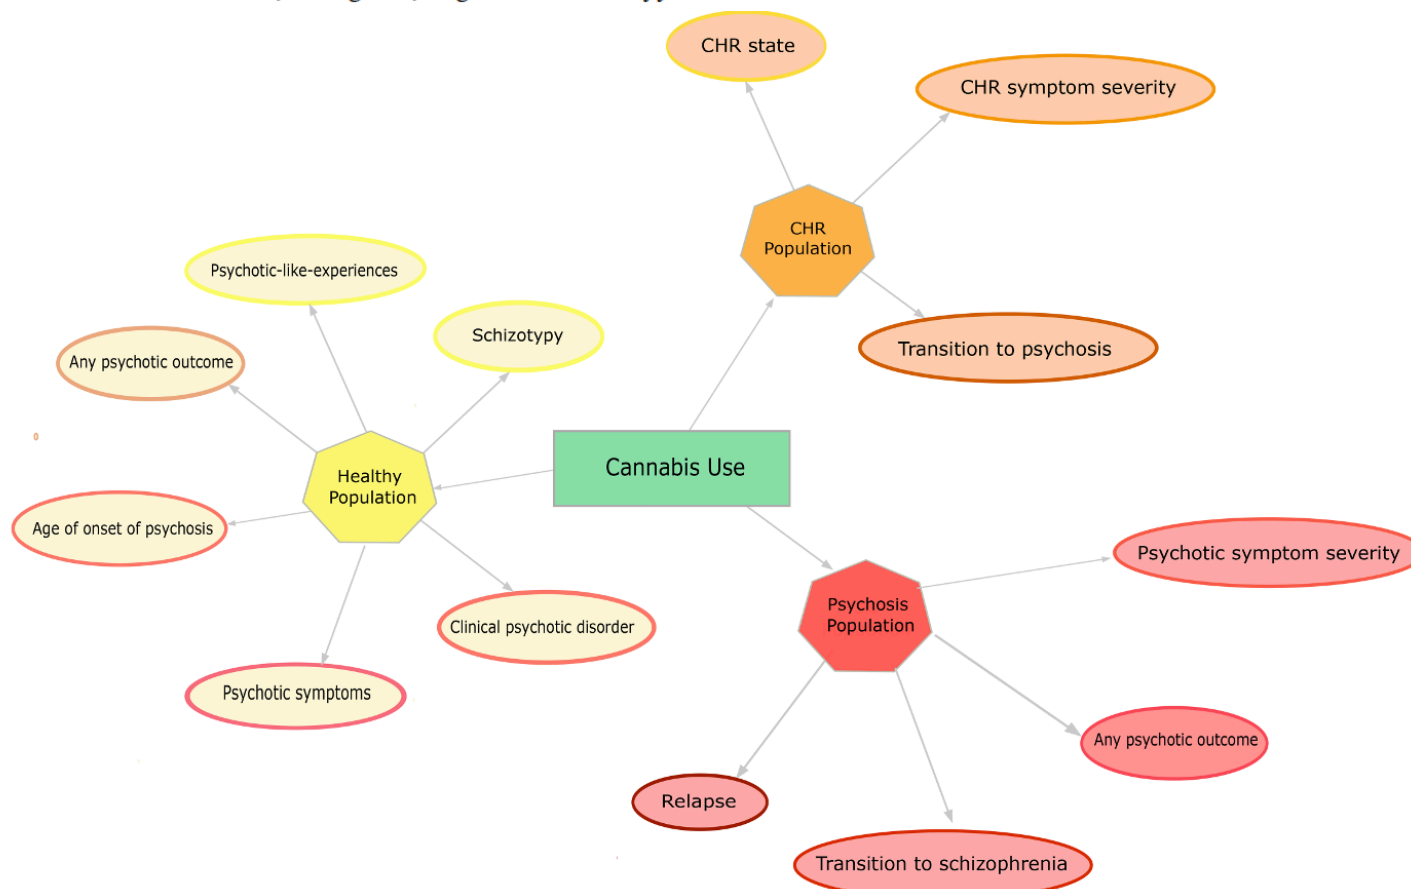 CHR state
CHR symptom severity
CHR
Population
Psychotic-like-experiences
Schizotypy
Transition to psychosis
Any psychotic outcome
Cannabis Use
Healthy
Population
Age of onset of psychosis
Psychotic symptom severity
Psychosis
Population
Clinical psychotic disorder
Psychotic symptoms
Any psychotic outcome
Relapse
Transition to schizophrenia